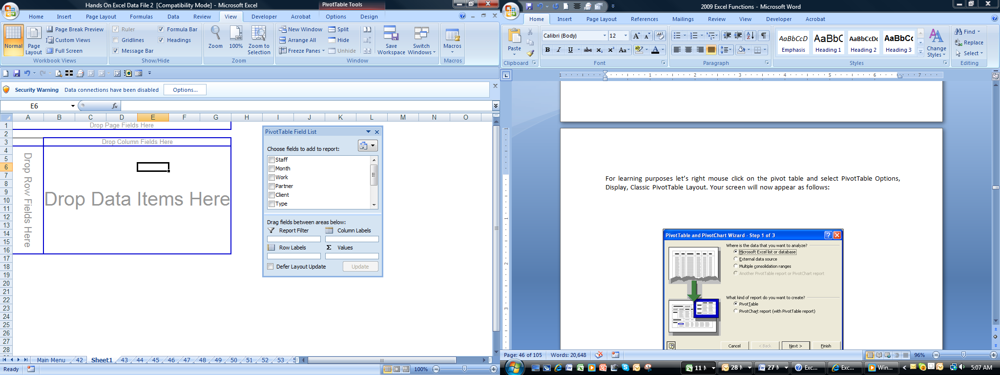 Hands On Excel Data File 2 [Compatibility Mode] - Microsoft Excel
PivotTable Tools
Home Insert Page Layout Formulas Data Review View Developer Acrobat Options Design
Normal
Page Layout
Page Break Preview
Custom Views
Full Screen
Workbook Views
Ruler
Gridlines
Message Bar
Formula Bar
Headings
Show/Hide
Zoom
100%
Zoom to Selection
Zoom
New Window
Arrange All
Freeze Panes
Split
Hide
Unhide
Save Workspace
Switch Windows
Window
Macros
Macros
Security Warning Data connections have been disabled Options...
E6
fx
A B C D E F G H I J K L M N O
1 Drop Page Fields Here
2
3 Drop Column Fields Here
4
5
6
7
8
9
10
11
12
13
14
15
16
17
18
19
20
21
22
23
24
25
26
27
28
Drop Row Fields Here
Drop Data Items Here
PivotTable Field List
Choose fields to add to report:
Staff
Month
Work
Partner
Client
Type
Drag fields between areas below:
Report Filter
Column Labels
Row Labels
Σ Values
Defer Layout Update
Update
Main Menu 42 Sheet1 43 44 45 46 47 48 49 50 51 52 53
Ready
100%
2009 Excel Functions - Microsoft Word
Home Insert Page Layout References Mailings Review View Developer Acrobat
Paste
Clipboard
Calibri (Body) 12
B I U abc X₂ X² Aa
Font
Paragraph
AaBbCcD
Emphasis
AaBbC
Heading 1
AaBbCcDc
Heading 2
AaBbCc
Heading 3
Change Styles
Styles
Find
Replace
Select
Editing
1 1 2 3 4 5 6 7
For learning purposes let's right mouse click on the pivot table and select PivotTable Options,
Display, Classic PivotTable Layout. Your screen will now appear as follows:
PivotTable and PivotChart Wizard - Step 1 of 3
Where is the data that you want to analyze?
Microsoft Excel list or database
External data source
Multiple consolidation ranges
Another PivotTable report or PivotChart report
What kind of report do you want to create?
PivotTable
PivotChart report (with PivotTable report)
Cancel
< Back
Next >
Finish
Page: 46 of 105 Words: 20,648
96%
11 M
28 M
27 M
Exc...
Exc...
Win...
5:07 AM